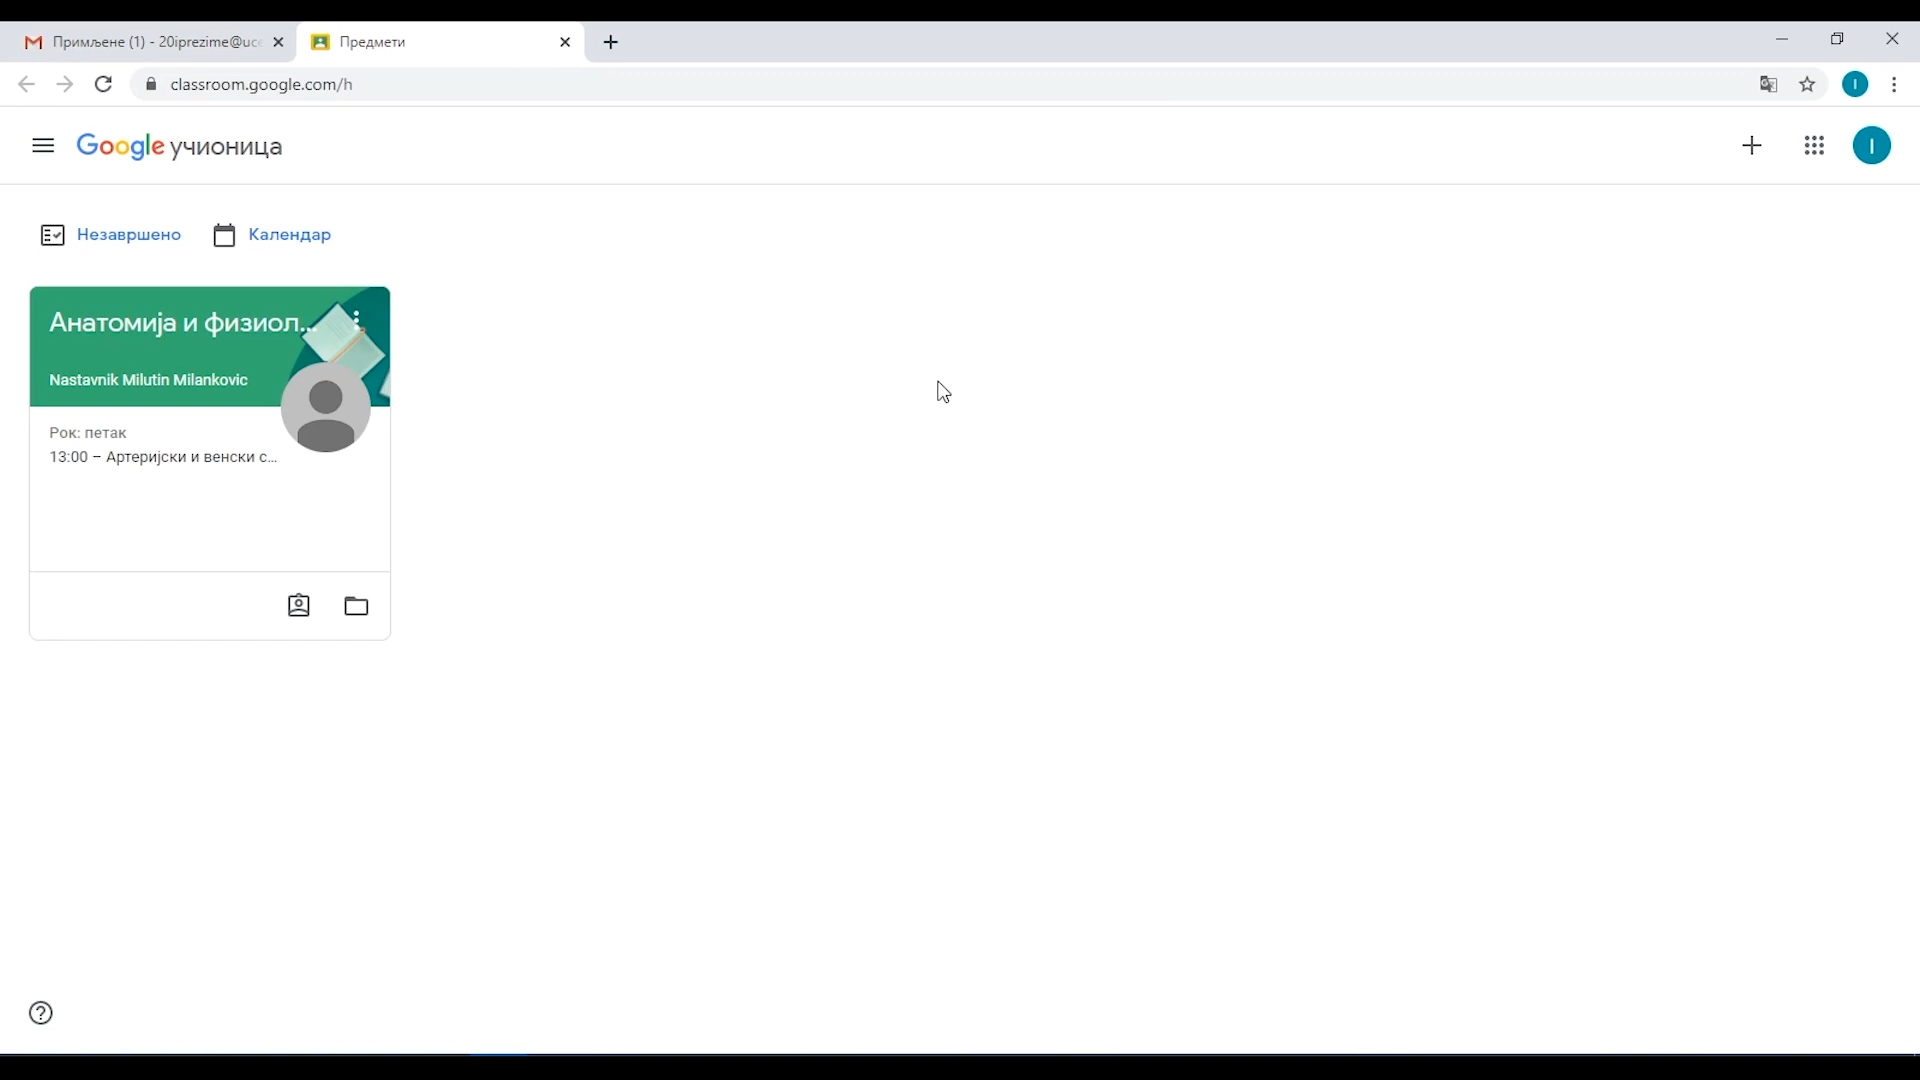 Примљене (1) - 20iprezime@uce
Предмети
classroom.google.com/h
I
Google учионица
I
Незавршено
Календар
Анатомија и физиол...
Nastavnik Milutin Milankovic
Рок: петак
13:00 – Артеријски и венски с...